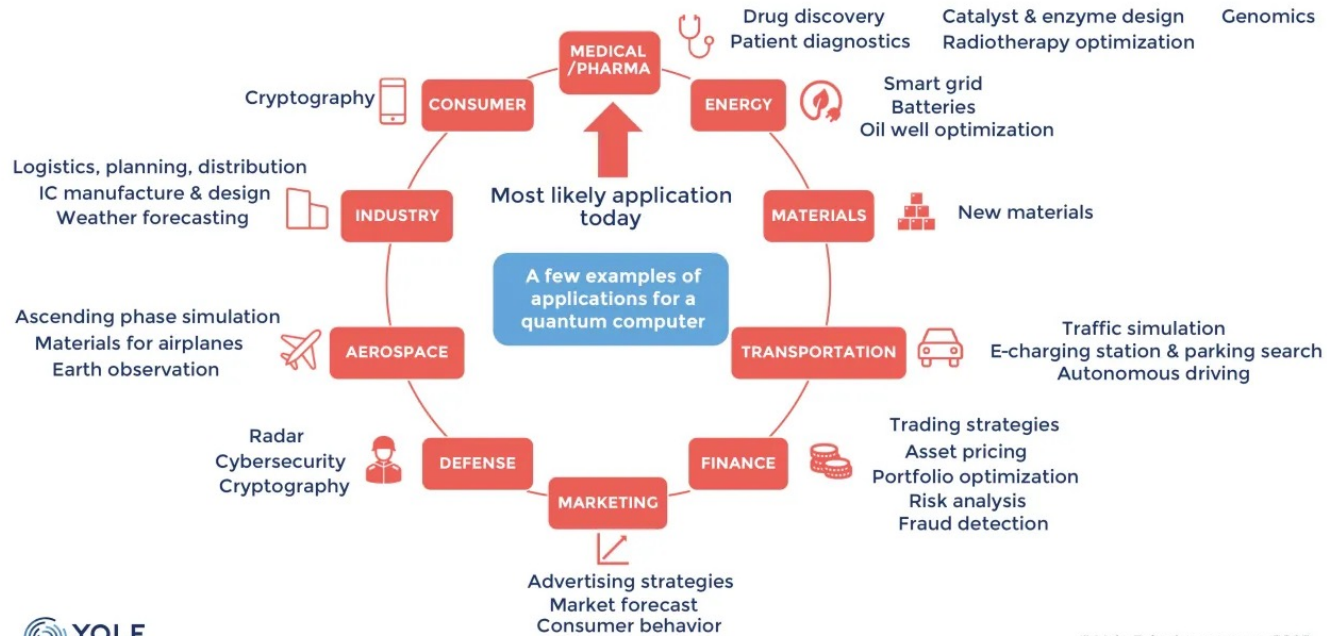 Drug discovery
Patient diagnostics
Catalyst & enzyme design
Radiotherapy optimization
Genomics
MEDICAL
/PHARMA
ENERGY
Smart grid
Batteries
Oil well optimization
MATERIALS
New materials
TRANSPORTATION
Traffic simulation
E-charging station & parking search
Autonomous driving
FINANCE
Trading strategies
Asset pricing
Portfolio optimization
Risk analysis
Fraud detection
MARKETING
Advertising strategies
Market forecast
Consumer behavior
DEFENSE
Radar
Cybersecurity
Cryptography
AEROSPACE
Ascending phase simulation
Materials for airplanes
Earth observation
INDUSTRY
Logistics, planning, distribution
IC manufacture & design
Weather forecasting
CONSUMER
Cryptography
Most likely application
today
A few examples of
applications for a
quantum computer
YOLE